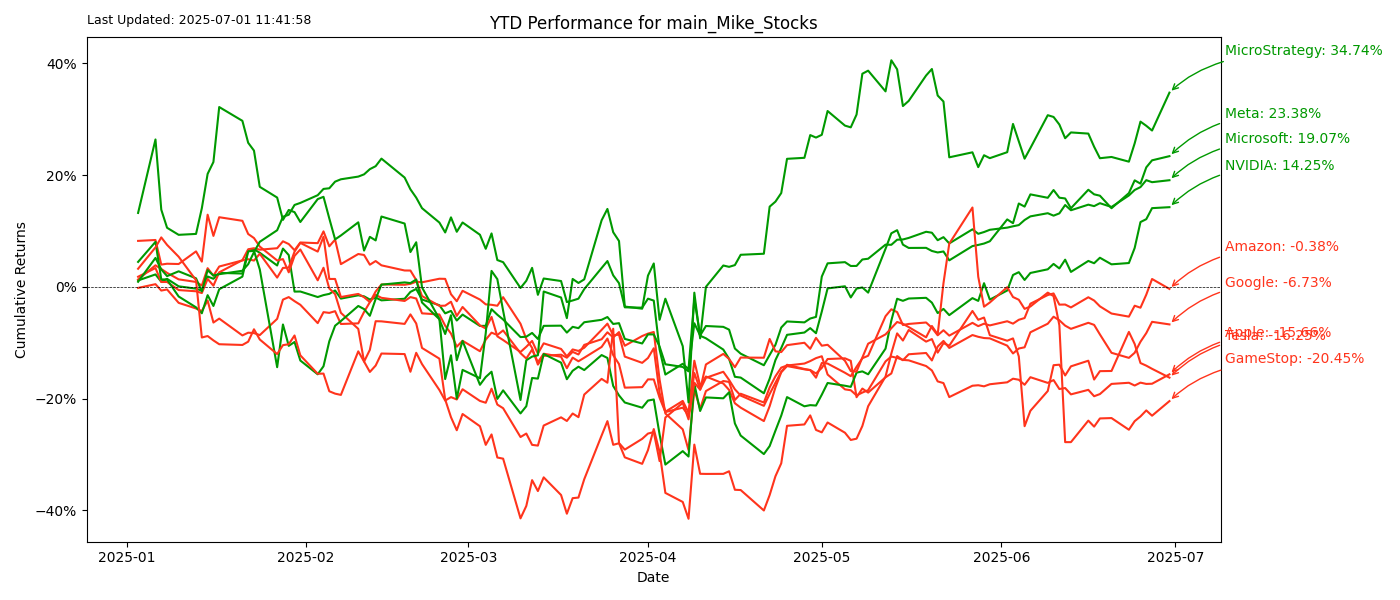 Last Updated: 2025-07-01 11:41:58
YTD Performance for main_Mike_Stocks
MicroStrategy: 34.74%
Meta: 23.38%
Microsoft: 19.07%
NVIDIA: 14.25%
Amazon: -0.38%
Google: -6.73%
Apple: -15.66%
Tesla: -16.25%
GameStop: -20.45%
Cumulative Returns
40%
20%
0%
−20%
−40%
2025-01
2025-02
2025-03
2025-04
2025-05
2025-06
2025-07
Date